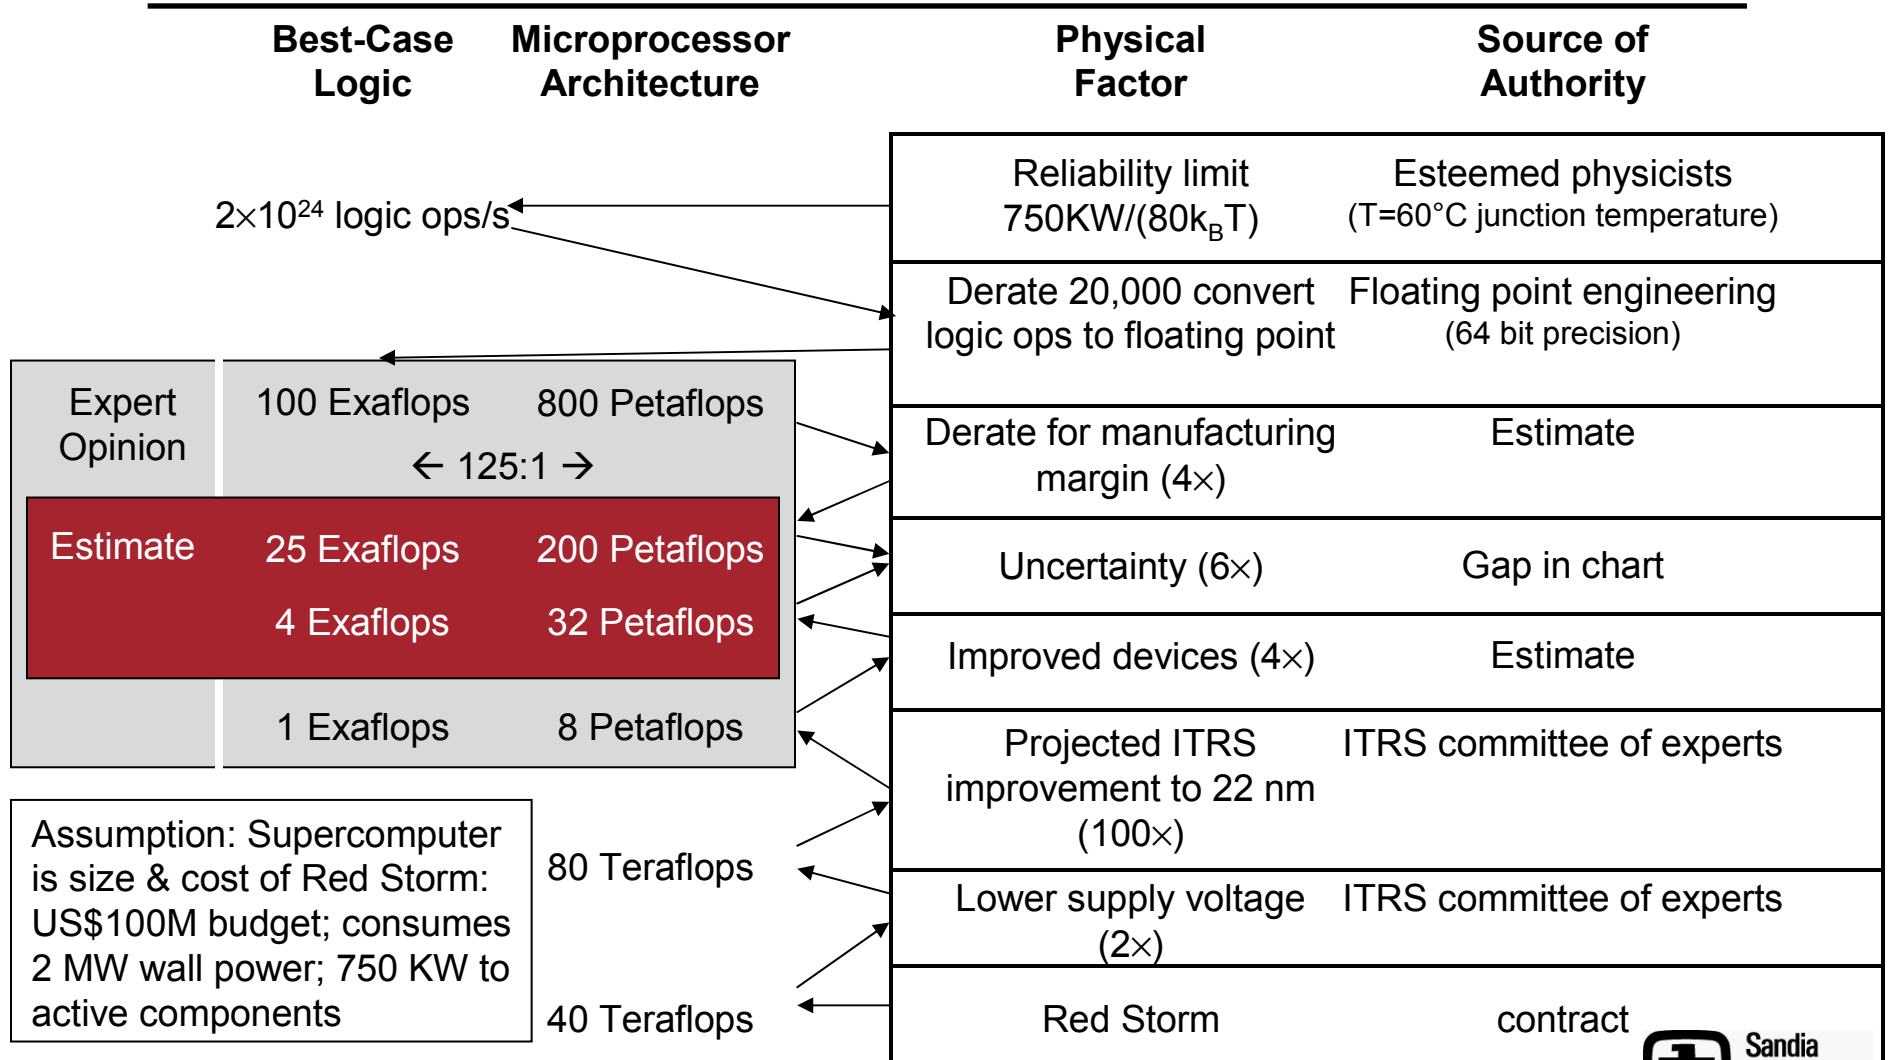 Best-Case Logic
Microprocessor Architecture
Physical Factor
Source of Authority
2×10²⁴ logic ops/s
Reliability limit
750KW/(80k_BT)
Esteemed physicists
(T=60°C junction temperature)
Derate 20,000 convert
logic ops to floating point
Floating point engineering
(64 bit precision)
Expert
Opinion
100 Exaflops
800 Petaflops
← 125:1 →
Derate for manufacturing
margin (4×)
Estimate
Estimate
25 Exaflops
200 Petaflops
Uncertainty (6×)
Gap in chart
4 Exaflops
32 Petaflops
Improved devices (4×)
Estimate
1 Exaflops
8 Petaflops
Projected ITRS
improvement to 22 nm
(100×)
ITRS committee of experts
Assumption: Supercomputer
is size & cost of Red Storm:
US$100M budget; consumes
2 MW wall power; 750 KW to
active components
80 Teraflops
Lower supply voltage
(2×)
ITRS committee of experts
40 Teraflops
Red Storm
contract
Sandia